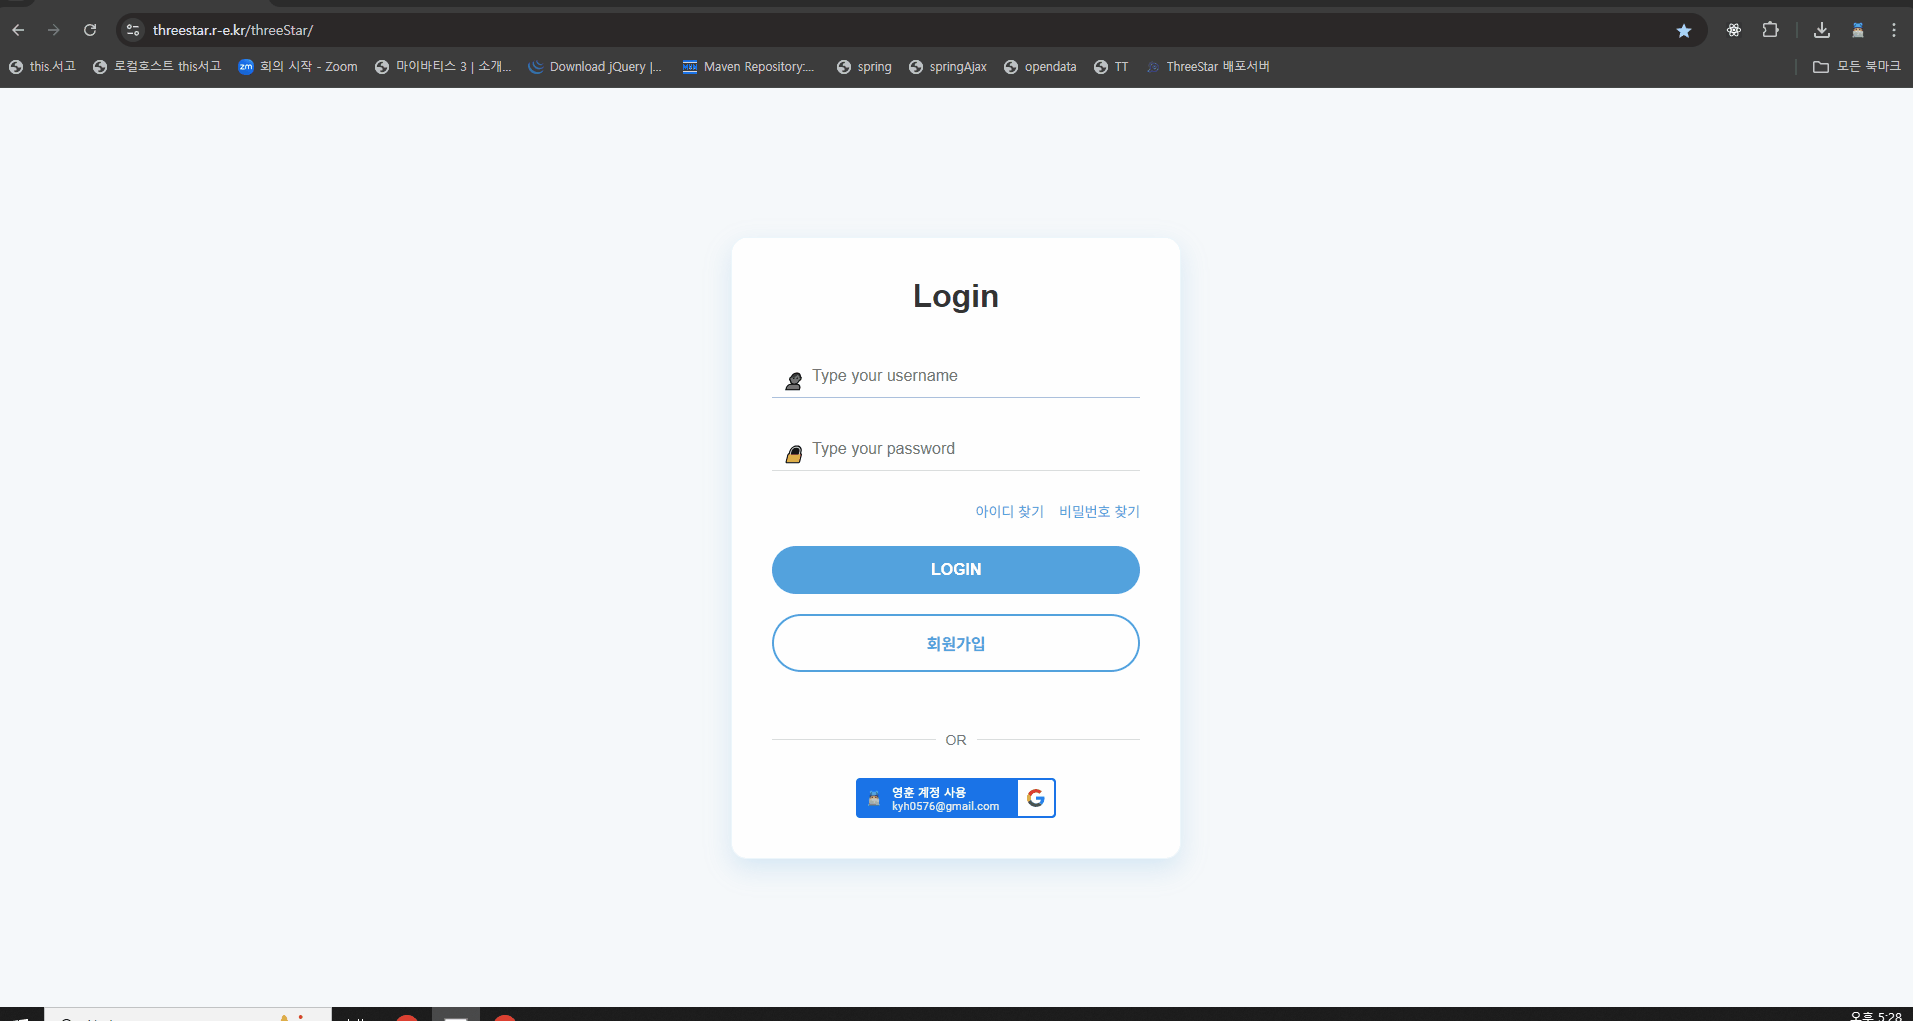 threestar.r-e.kr/threeStar/
this.서고 로컬호스트 this서고 zm 회의 시작 - Zoom 마이바티스 3 | 소개... Download jQuery |... Maven Repository:... spring springAjax opendata TT ThreeStar 배포서버 모든 북마크
Login
Type your username
Type your password
아이디 찾기 비밀번호 찾기
LOGIN
회원가입
OR
영훈 계정 사용
kyh0576@gmail.com
오후 5:28